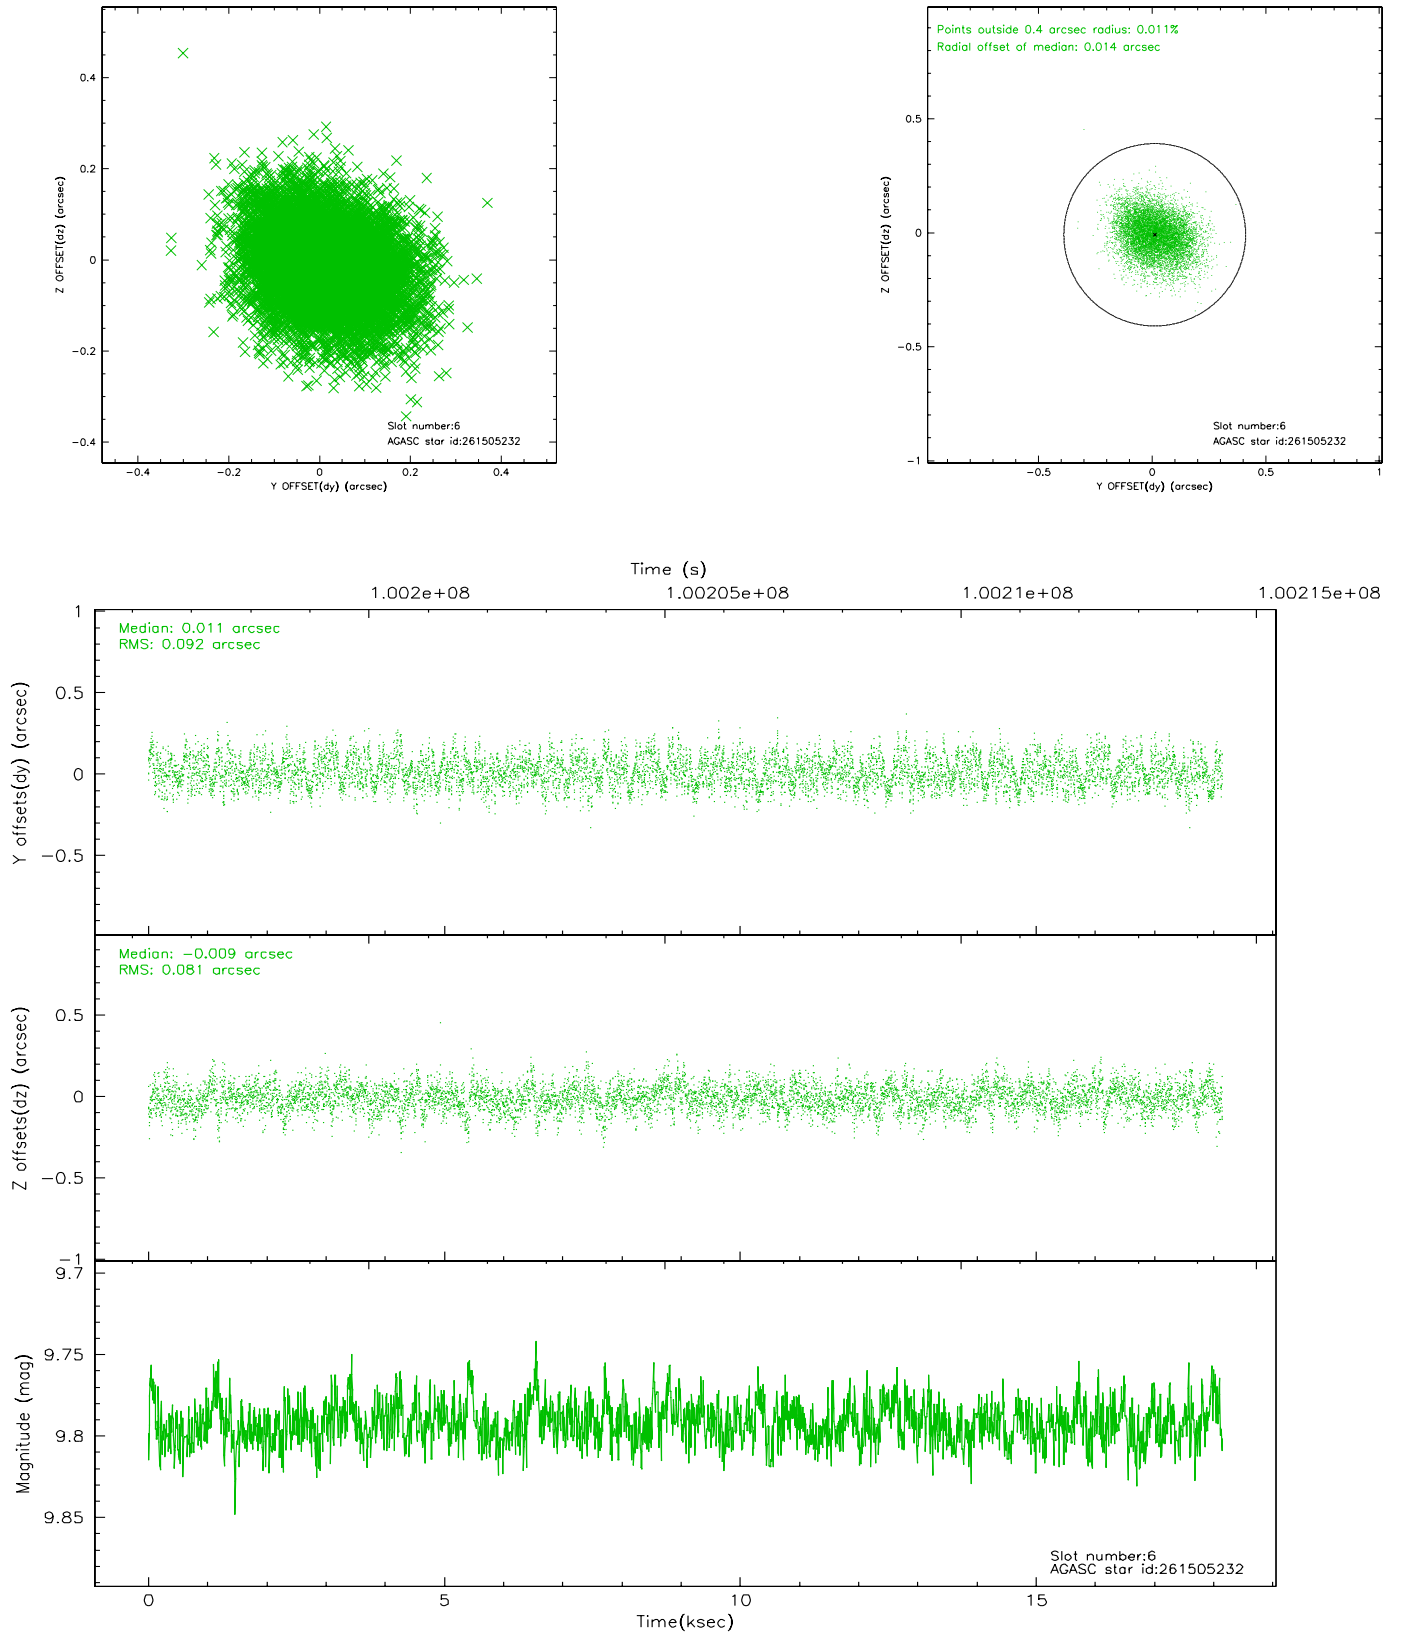 0.4
0.2
0
−0.2
−0.4
Z OFFSET(dz) (arcsec)
−0.4 −0.2 0 0.2 0.4
Y OFFSET(dy) (arcsec)
Slot number:6
AGASC star id:261505232
Points outside 0.4 arcsec radius: 0.011%
Radial offset of median: 0.014 arcsec
0.5
0
−0.5
−1
Z OFFSET(dz) (arcsec)
−0.5 0 0.5 1
Y OFFSET(dy) (arcsec)
Slot number:6
AGASC star id:261505232
Time (s)
1.002e+08 1.00205e+08 1.0021e+08 1.00215e+08
Median: 0.011 arcsec
RMS: 0.092 arcsec
1
0.5
0
−0.5
Y offsets(dy) (arcsec)
Median: −0.009 arcsec
RMS: 0.081 arcsec
0.5
0
−0.5
−1
Z offsets(dz) (arcsec)
9.7
9.75
9.8
9.85
Magnitude (mag)
Slot number:6
AGASC star id:261505232
0 5 10 15
Time(ksec)